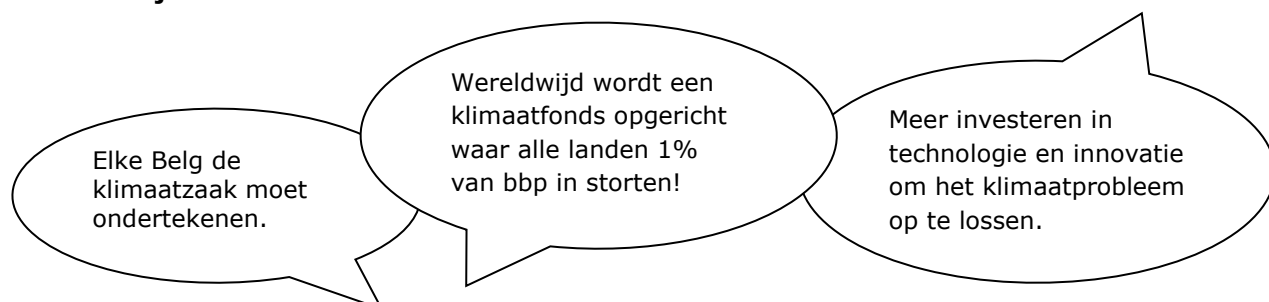 Elke Belg de
klimaatzaak moet
ondertekenen.
Wereldwijd wordt een
klimaatfonds opgericht
waar alle landen 1%
van bbp in storten!
Meer investeren in
technologie en innovatie
om het klimaatprobleem
op te lossen.